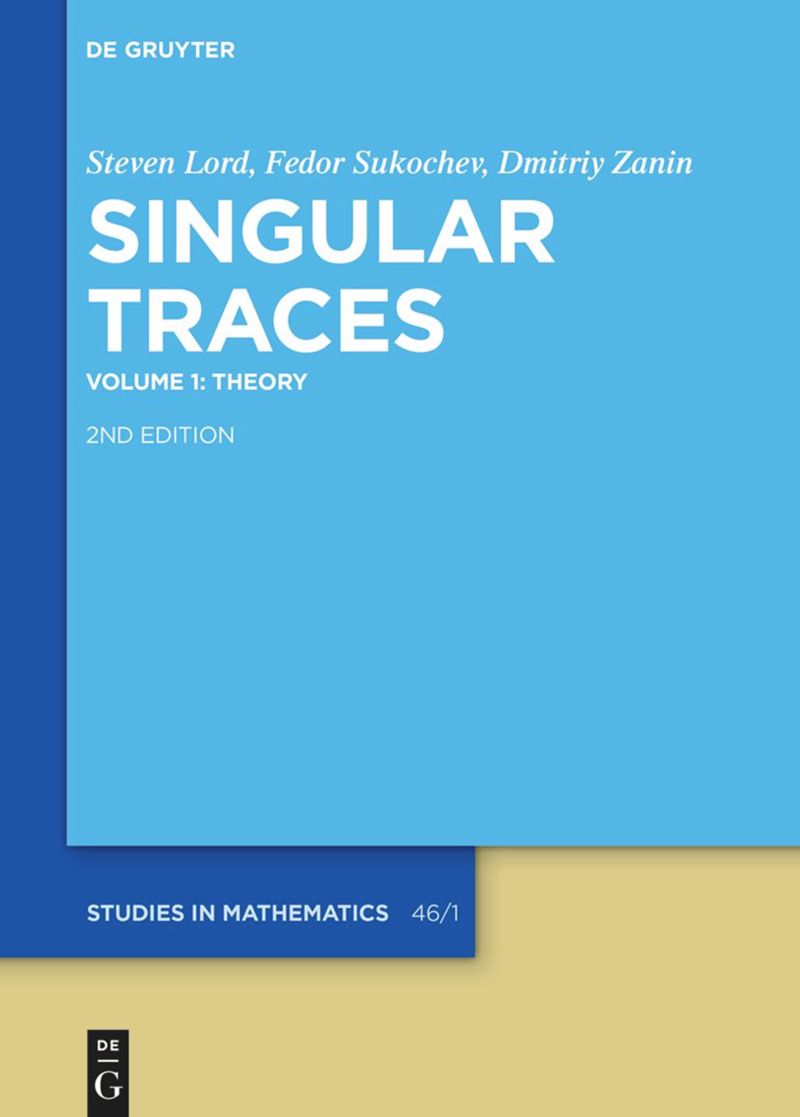 DE GRUYTER
Steven Lord, Fedor Sukochev, Dmitriy Zanin
SINGULAR
TRACES
VOLUME 1: THEORY
2ND EDITION
STUDIES IN MATHEMATICS 46/1
DE
G